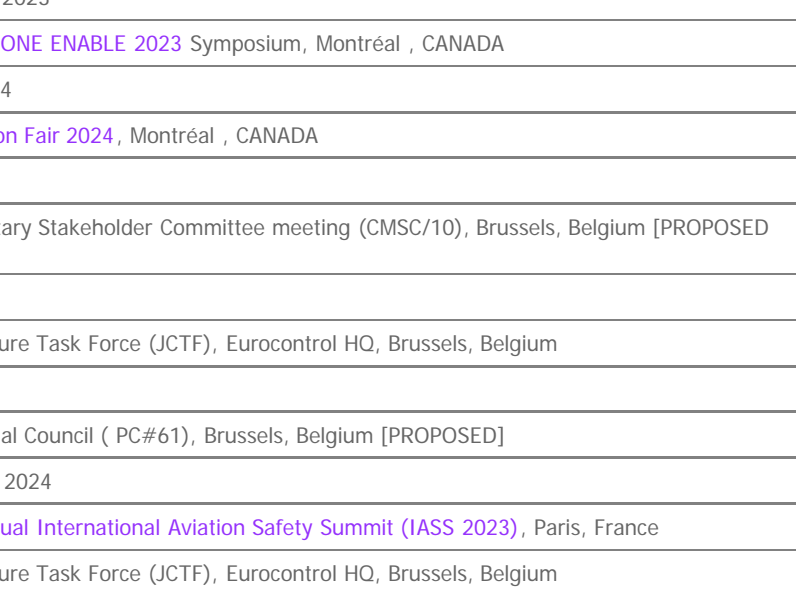 2023
ONE ENABLE 2023 Symposium, Montréal , CANADA
4
on Fair 2024, Montréal , CANADA
tary Stakeholder Committee meeting (CMSC/10), Brussels, Belgium [PROPOSED
ure Task Force (JCTF), Eurocontrol HQ, Brussels, Belgium
al Council ( PC#61), Brussels, Belgium [PROPOSED]
2024
ual International Aviation Safety Summit (IASS 2023), Paris, France
ure Task Force (JCTF), Eurocontrol HQ, Brussels, Belgium